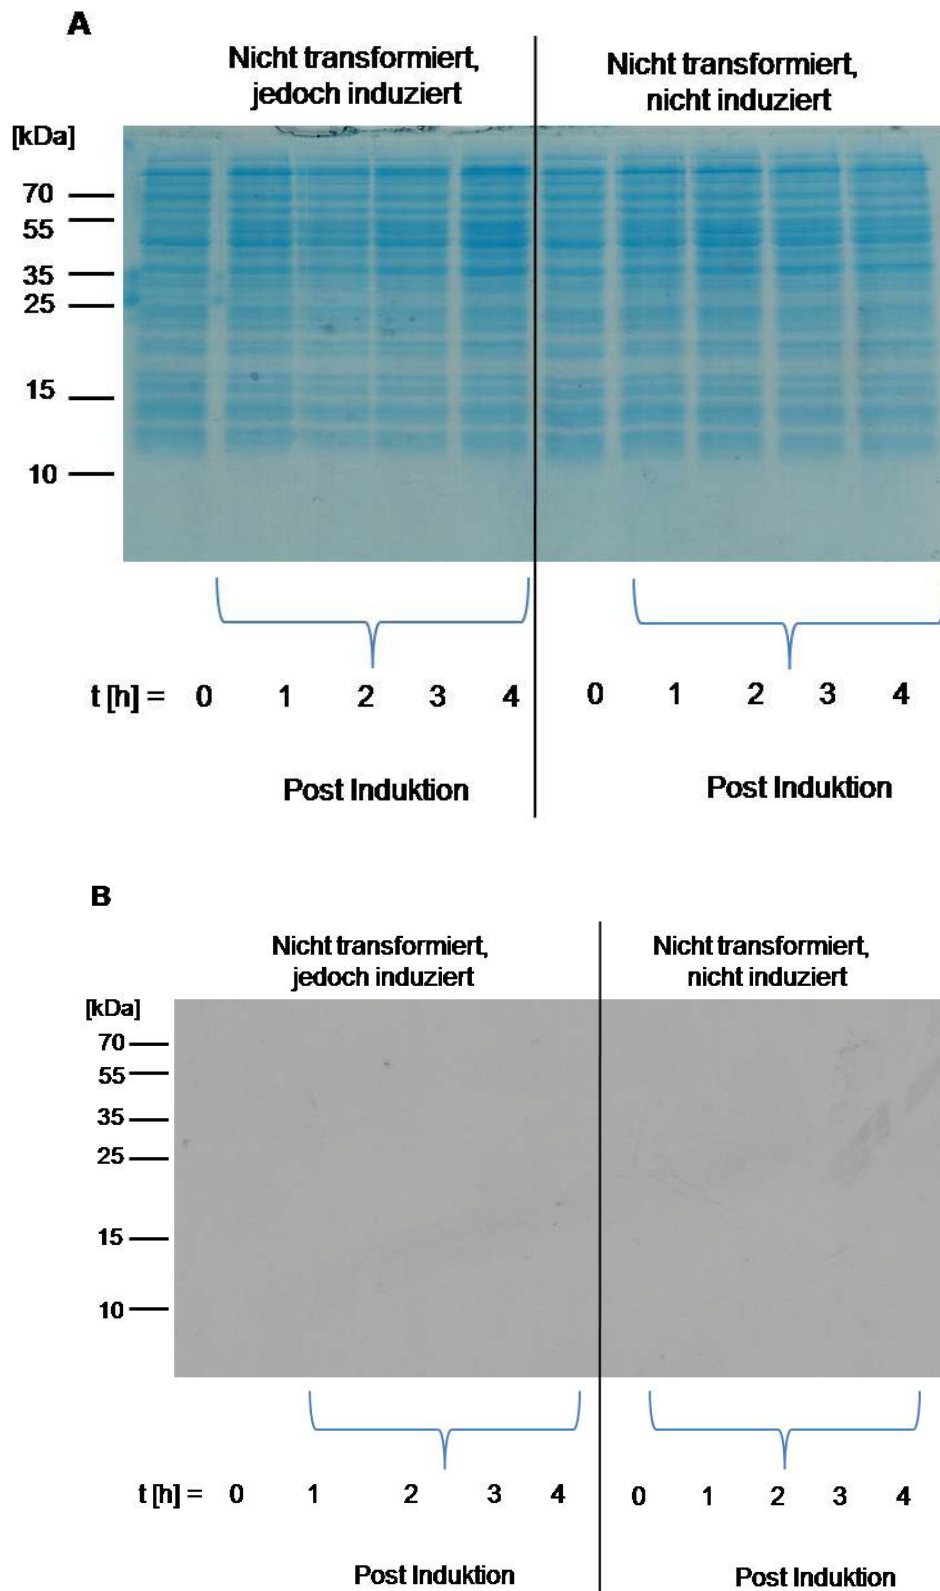 A
Nicht transformiert,
jedoch induziert
Nicht transformiert,
nicht induziert
[kDa]
70
55
35
25
15
10
t [h] = 0 1 2 3 4 0 1 2 3 4
Post Induktion Post Induktion
B
Nicht transformiert,
jedoch induziert
Nicht transformiert,
nicht induziert
[kDa]
70
55
35
25
15
10
t [h] = 0 1 2 3 4 0 1 2 3 4
Post Induktion Post Induktion